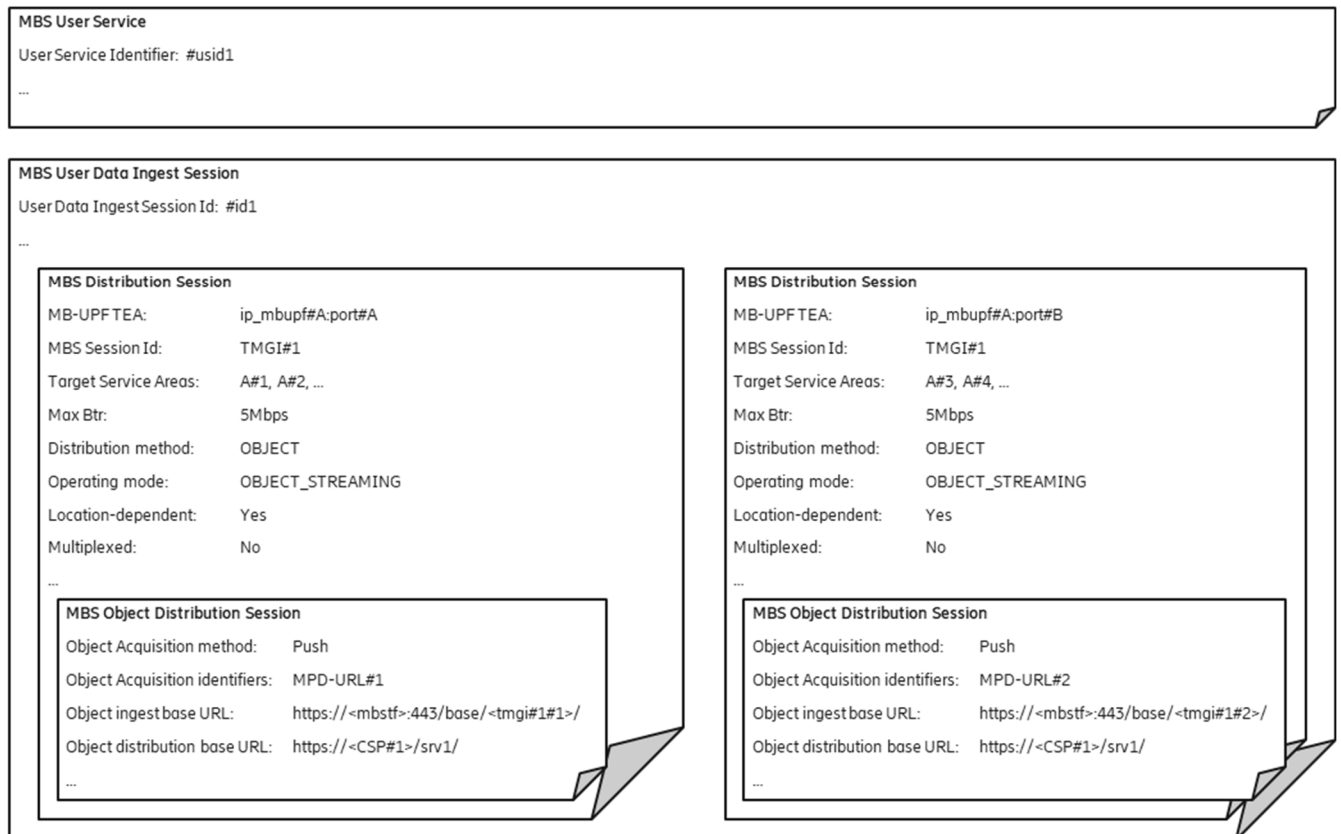 MBS User Service
User Service Identifier: #usid1
...
MBS User Data Ingest Session
User Data Ingest Session Id: #id1
...
MBS Distribution Session
MB-UPF TEA: ip_mbupf#A:port#A
MBS Session Id: TMGI#1
Target Service Areas: A#1, A#2, ...
Max Btr: 5Mbps
Distribution method: OBJECT
Operating mode: OBJECT_STREAMING
Location-dependent: Yes
Multiplexed: No
...
MBS Object Distribution Session
Object Acquisition method: Push
Object Acquisition identifiers: MPD-URL#1
Object ingest base URL: https://<mbstf>:443/base/<tmgi#1#1>/
Object distribution base URL: https://<CSP#1>/srv1/
...
MBS Distribution Session
MB-UPF TEA: ip_mbupf#A:port#B
MBS Session Id: TMGI#1
Target Service Areas: A#3, A#4, ...
Max Btr: 5Mbps
Distribution method: OBJECT
Operating mode: OBJECT_STREAMING
Location-dependent: Yes
Multiplexed: No
...
MBS Object Distribution Session
Object Acquisition method: Push
Object Acquisition identifiers: MPD-URL#2
Object ingest base URL: https://<mbstf>:443/base/<tmgi#1#2>/
Object distribution base URL: https://<CSP#1>/srv1/
...